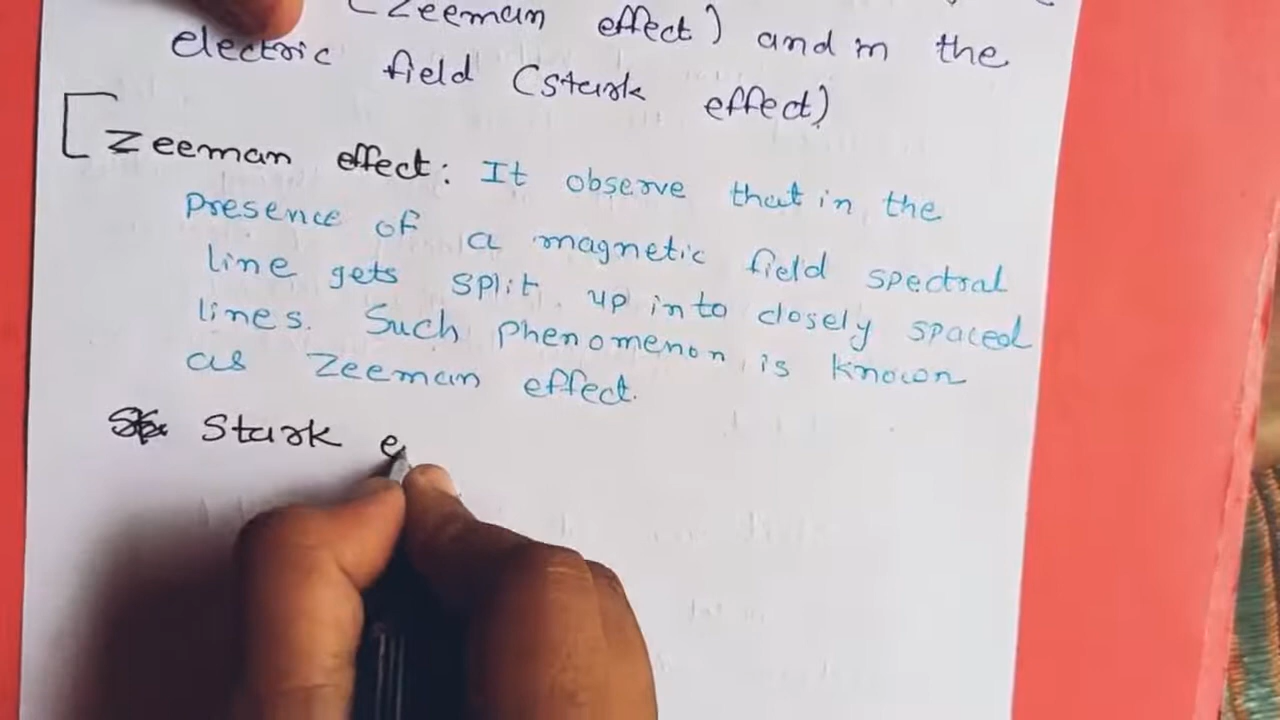 (Zeeman effect) and in the
electric field (stark effect)
Zeeman effect: It observe that in the
presence of a magnetic field spectral
line gets split up into closely spaced
lines. Such phenomenon is known
as Zeeman effect.
Stark e